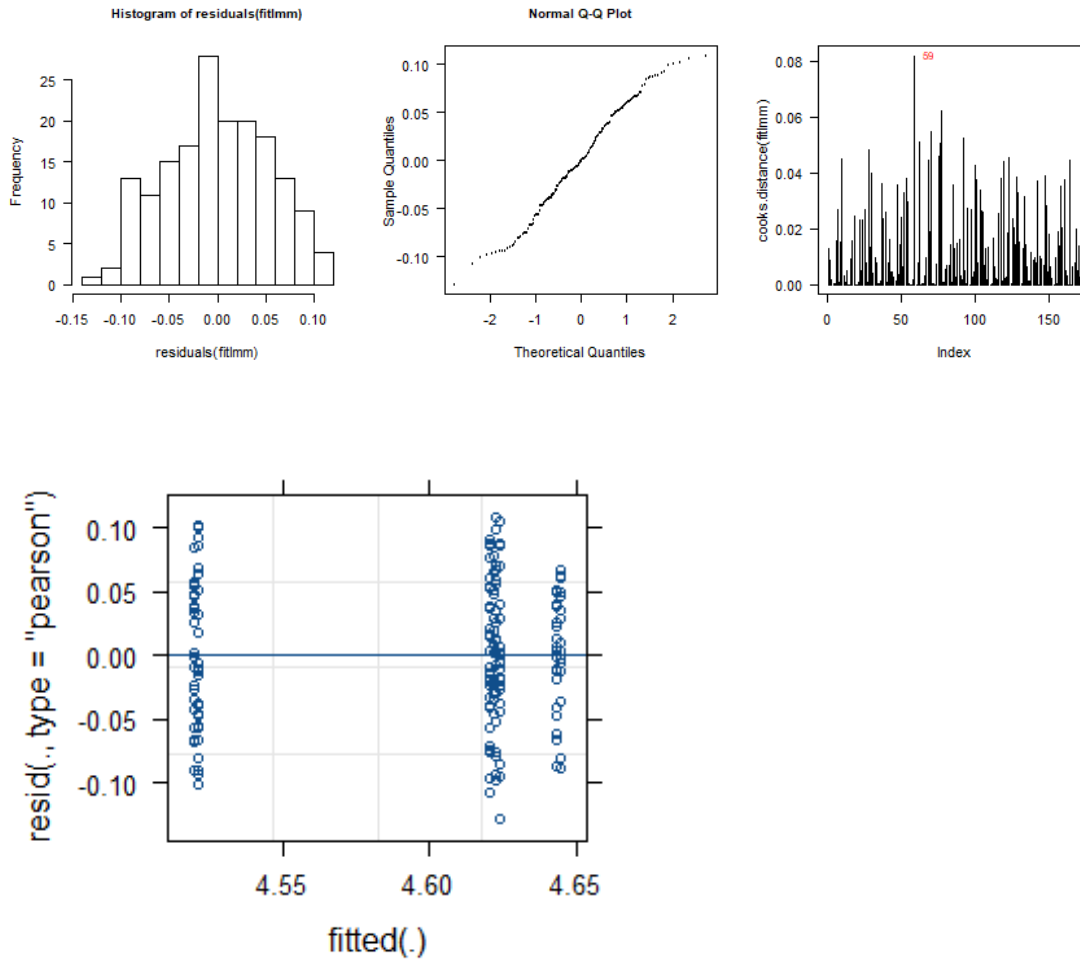 Histogram of residuals(fitlmm)
Frequency
0
5
10
15
20
25
-0.15 -0.10 -0.05 0.00 0.05 0.10
residuals(fitlmm)
Normal Q-Q Plot
Sample Quantiles
0.10
0.05
0.00
-0.05
-0.10
-2 -1 0 1 2
Theoretical Quantiles
cooks.distance(fitlmm)
0.08
0.06
0.04
0.02
0.00
59
0 50 100 150
Index
resid(., type = "pearson")
0.10
0.05
0.00
-0.05
-0.10
4.55 4.60 4.65
fitted(.)